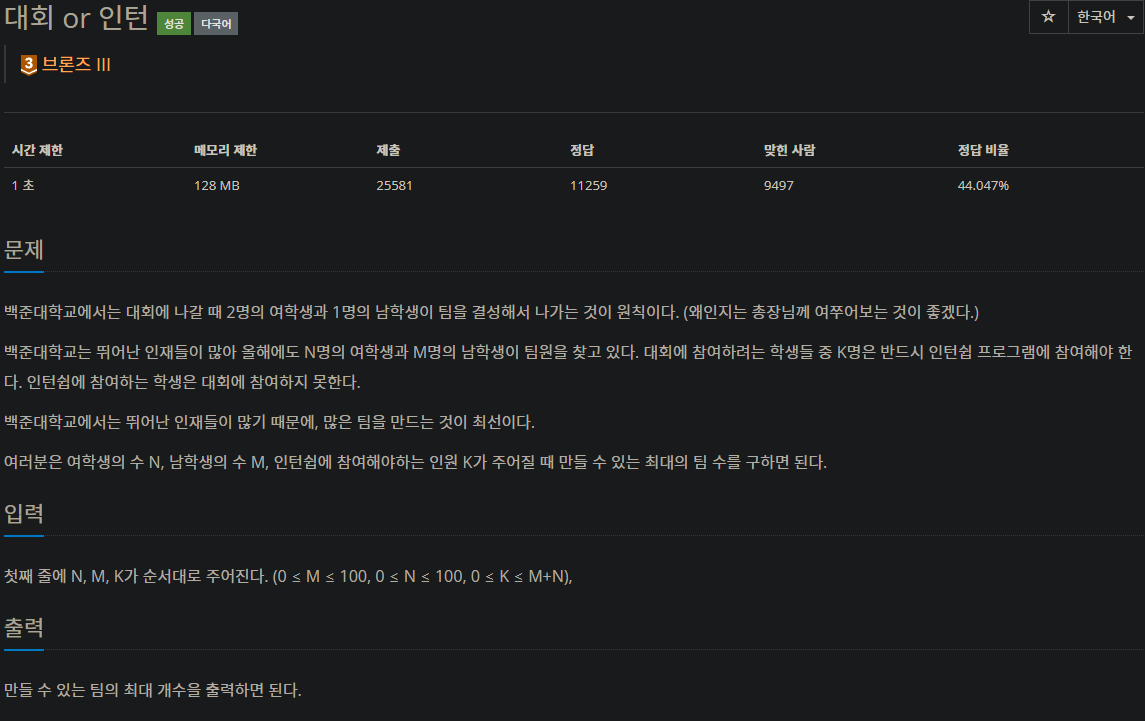 대회 or 인턴 성공 다국어
☆ 한국어
3 브론즈 III
시간 제한 메모리 제한 제출 정답 맞힌 사람 정답 비율
1 초 128 MB 25581 11259 9497 44.047%
문제
백준대학교에서는 대회에 나갈 때 2명의 여학생과 1명의 남학생이 팀을 결성해서 나가는 것이 원칙이다. (왜인지는 총장님께 여쭈어보는 것이 좋겠다.)
백준대학교는 뛰어난 인재들이 많아 올해에도 N명의 여학생과 M명의 남학생이 팀원을 찾고 있다. 대회에 참여하려는 학생들 중 K명은 반드시 인턴쉽 프로그램에 참여해야 한
다. 인턴쉽에 참여하는 학생은 대회에 참여하지 못한다.
백준대학교에서는 뛰어난 인재들이 많기 때문에, 많은 팀을 만드는 것이 최선이다.
여러분은 여학생의 수 N, 남학생의 수 M, 인턴쉽에 참여해야하는 인원 K가 주어질 때 만들 수 있는 최대의 팀 수를 구하면 된다.
입력
첫째 줄에 N, M, K가 순서대로 주어진다. (0 ≤ M ≤ 100, 0 ≤ N ≤ 100, 0 ≤ K ≤ M+N),
출력
만들 수 있는 팀의 최대 개수을 출력하면 된다.